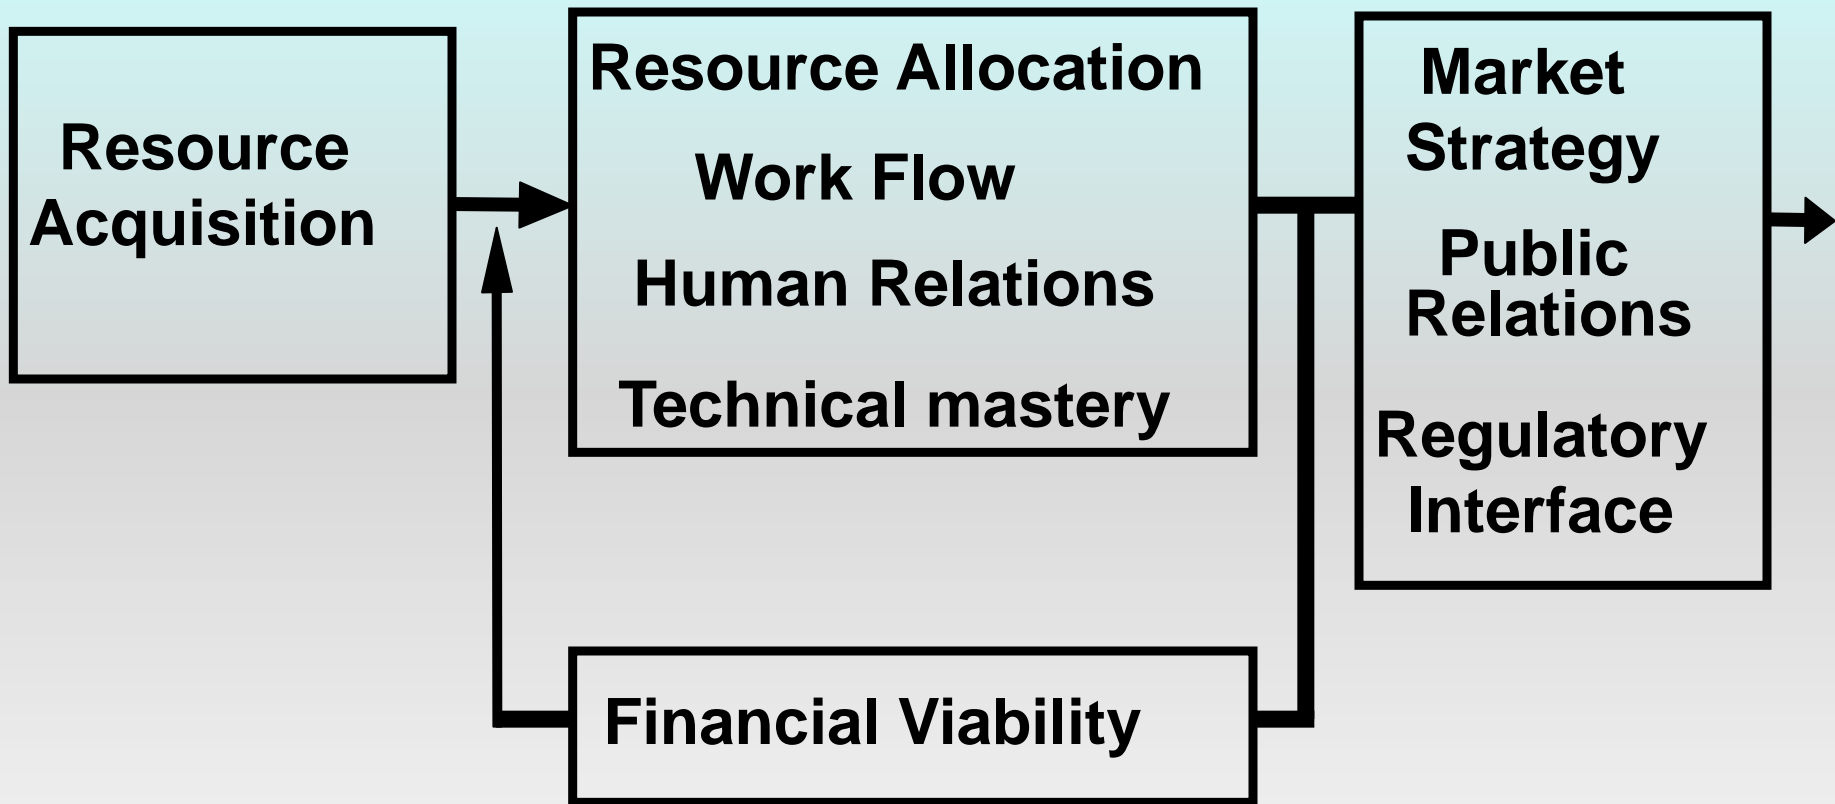 Resource
Acquisition
Resource Allocation
Work Flow
Human Relations
Technical mastery
Market
Strategy
Public
Relations
Regulatory
Interface
Financial Viability